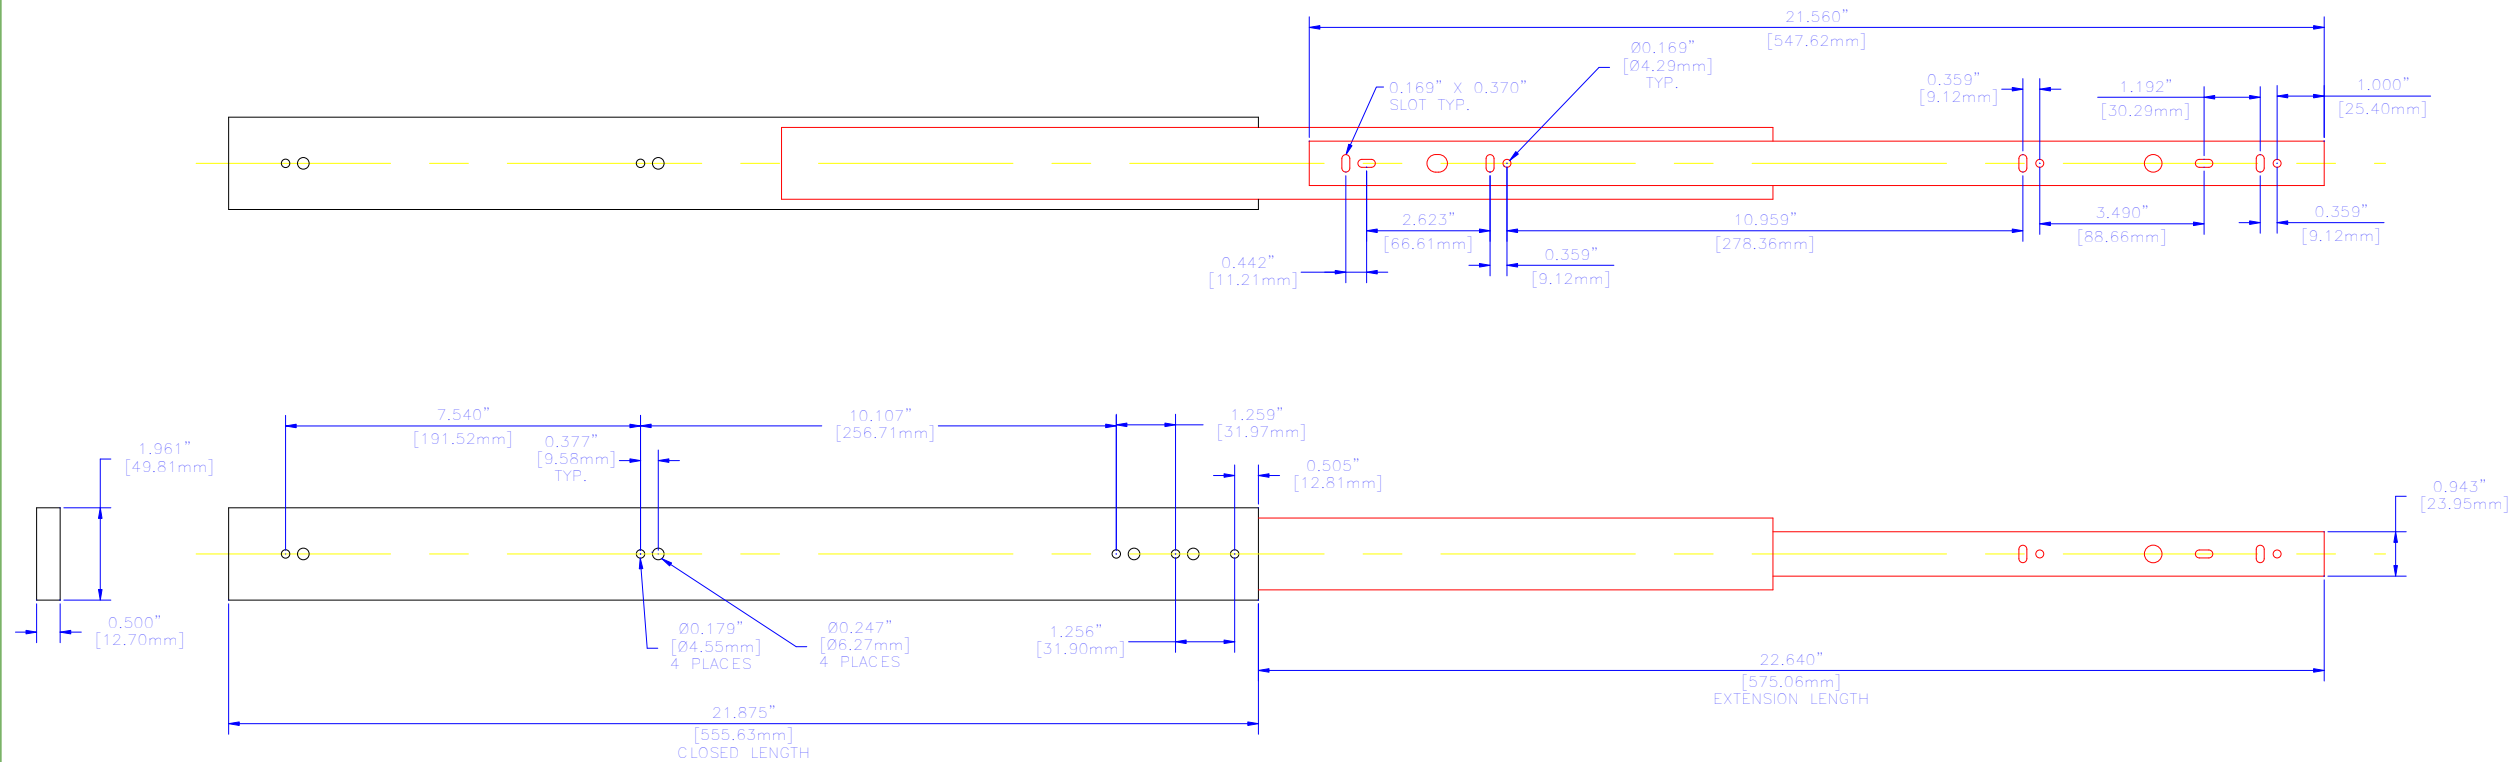 21.560"
[547.62mm]
Ø0.169"
[Ø4.29mm]
TYP.
0.169" X 0.370"
SLOT TYP.
0.359"
[9.12mm]
1.192"
[30.29mm]
1.000"
[25.40mm]
2.623"
[66.61mm]
10.959"
[278.36mm]
3.490"
[88.66mm]
0.359"
[9.12mm]
0.442"
[11.21mm]
0.359"
[9.12mm]
7.540"
[191.52mm]
10.107"
[256.71mm]
1.259"
[31.97mm]
0.377"
[9.58mm]
TYP.
1.961"
[49.81mm]
0.505"
[12.81mm]
0.943"
[23.95mm]
0.500"
[12.70mm]
Ø0.179"
[Ø4.55mm]
4 PLACES
Ø0.247"
[Ø6.27mm]
4 PLACES
1.256"
[31.90mm]
22.640"
[575.06mm]
EXTENSION LENGTH
21.875"
[555.63mm]
CLOSED LENGTH